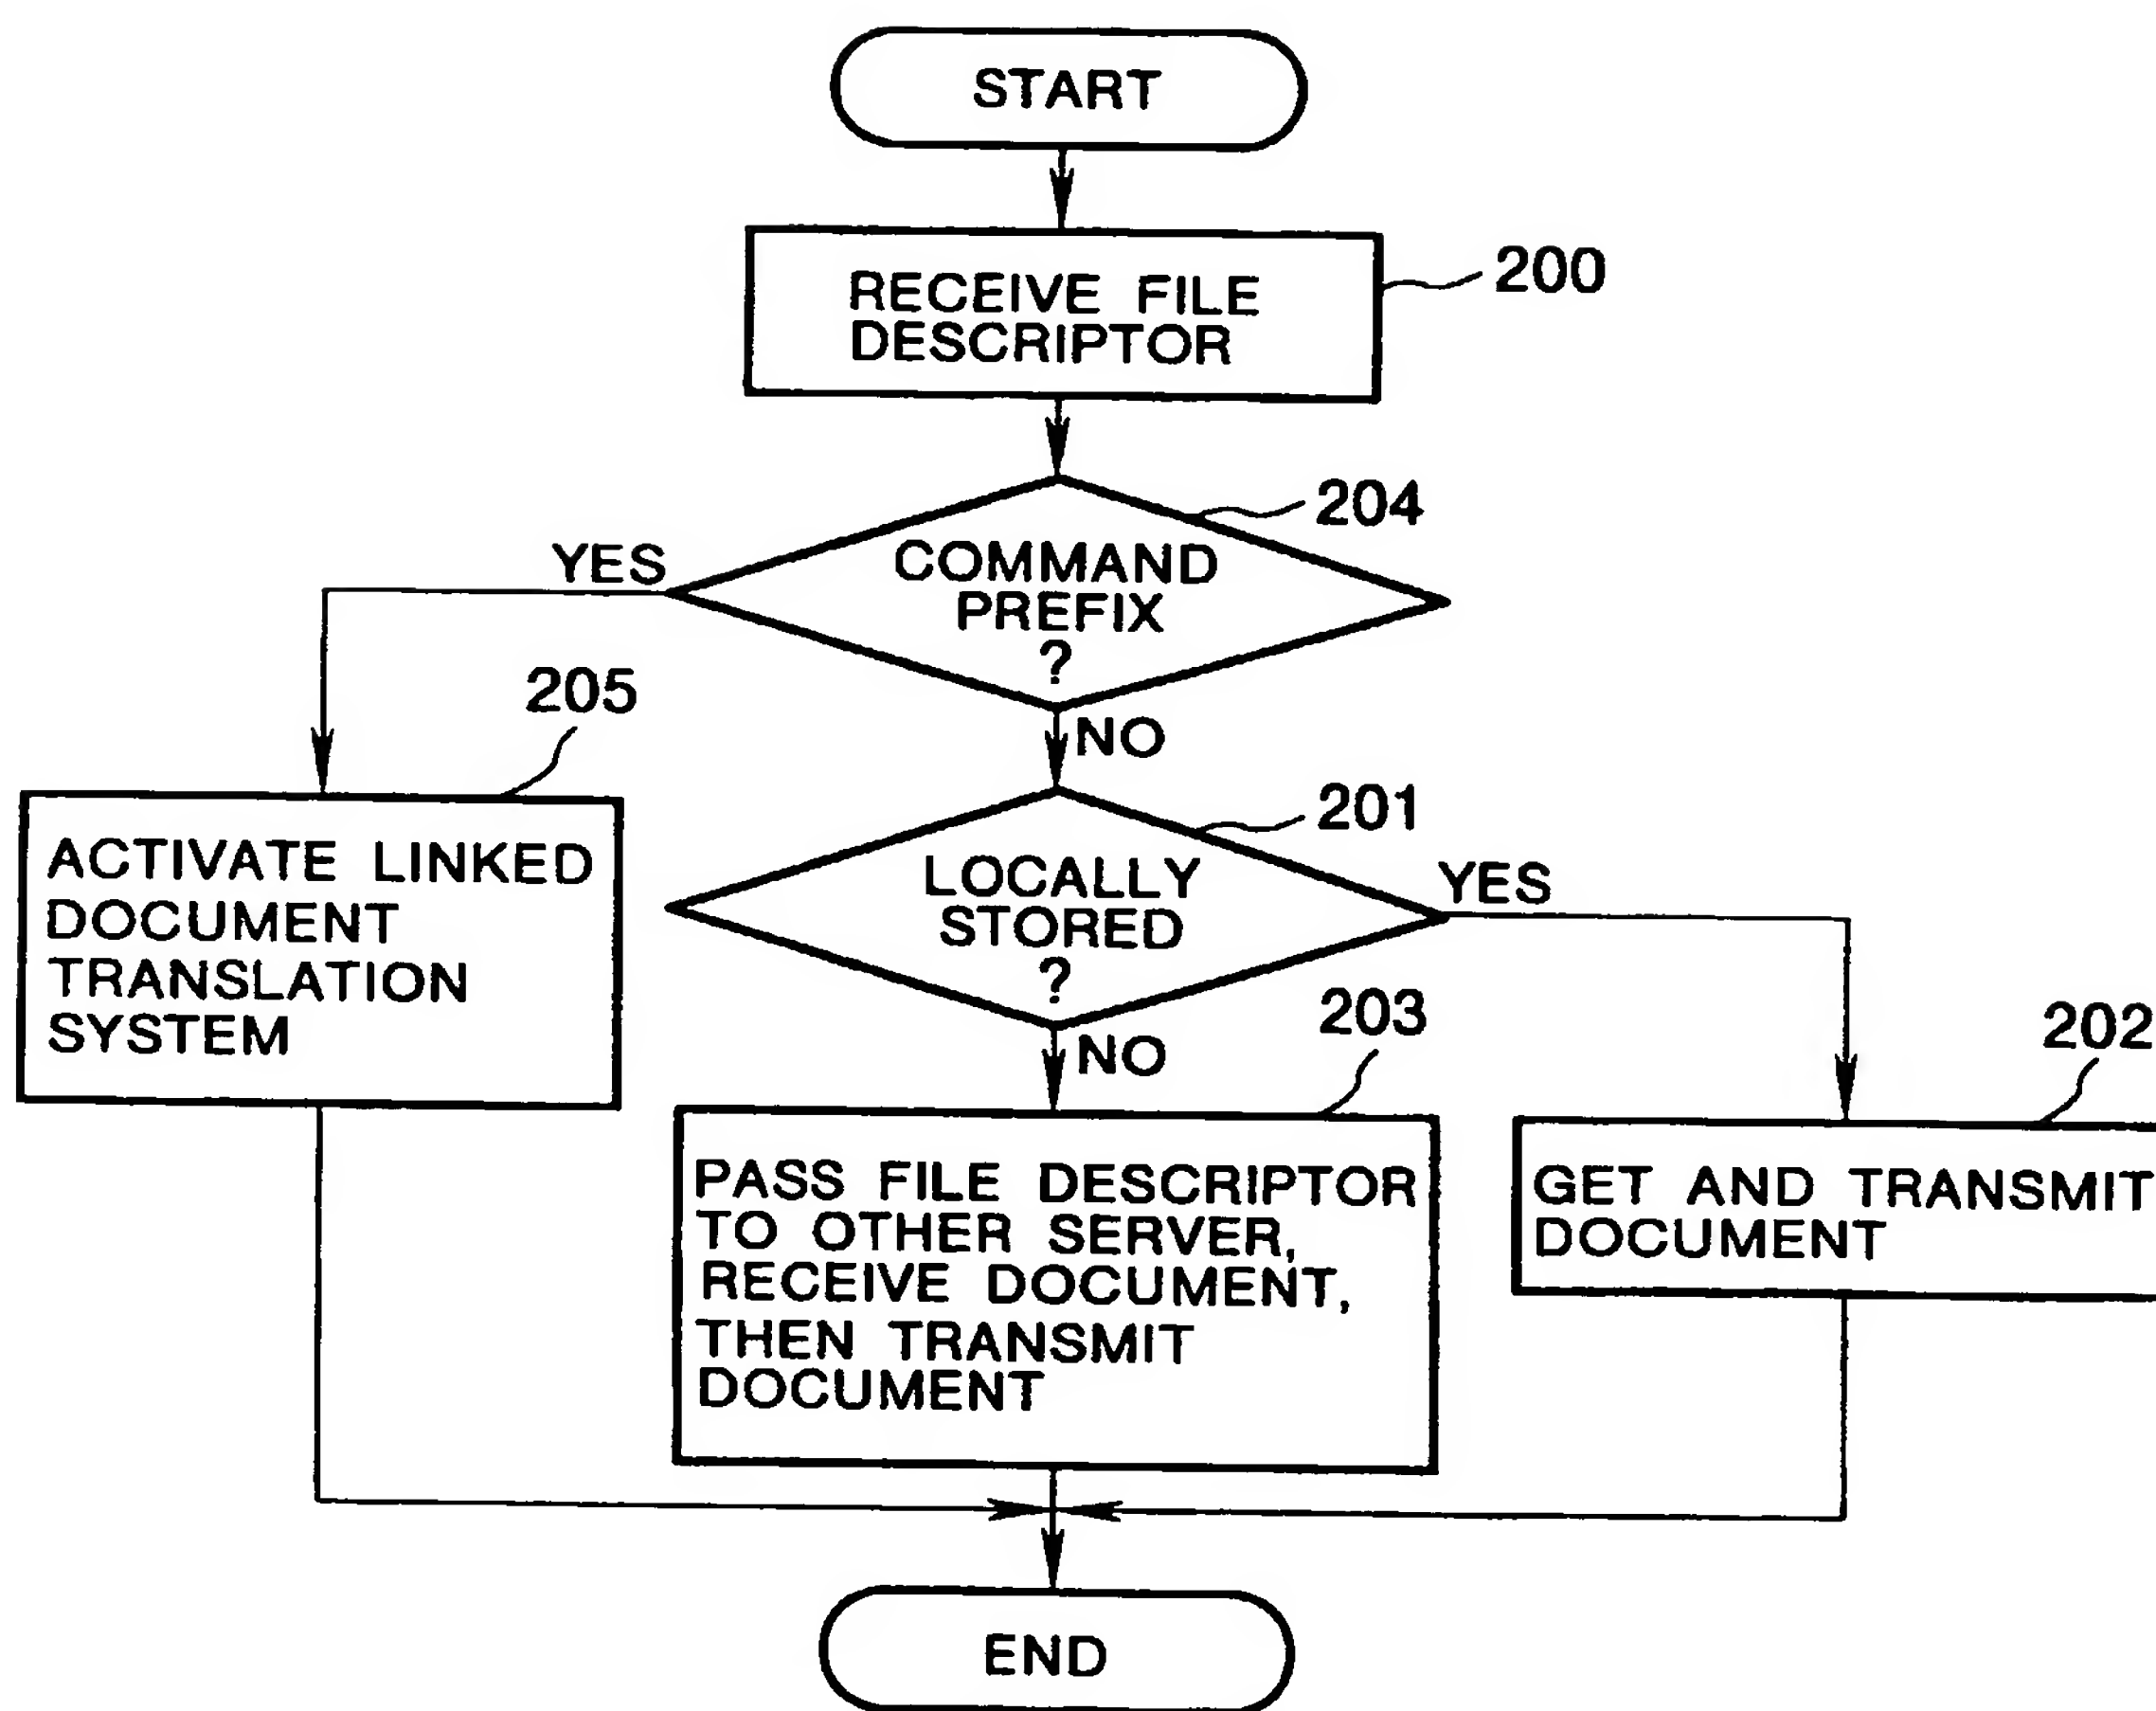 START
RECEIVE FILE
DESCRIPTOR
200
204
COMMAND
PREFIX
?
YES
NO
205
ACTIVATE LINKED
DOCUMENT
TRANSLATION
SYSTEM
201
LOCALLY
STORED
?
YES
NO
203
PASS FILE DESCRIPTOR
TO OTHER SERVER,
RECEIVE DOCUMENT,
THEN TRANSMIT
DOCUMENT
202
GET AND TRANSMIT
DOCUMENT
END